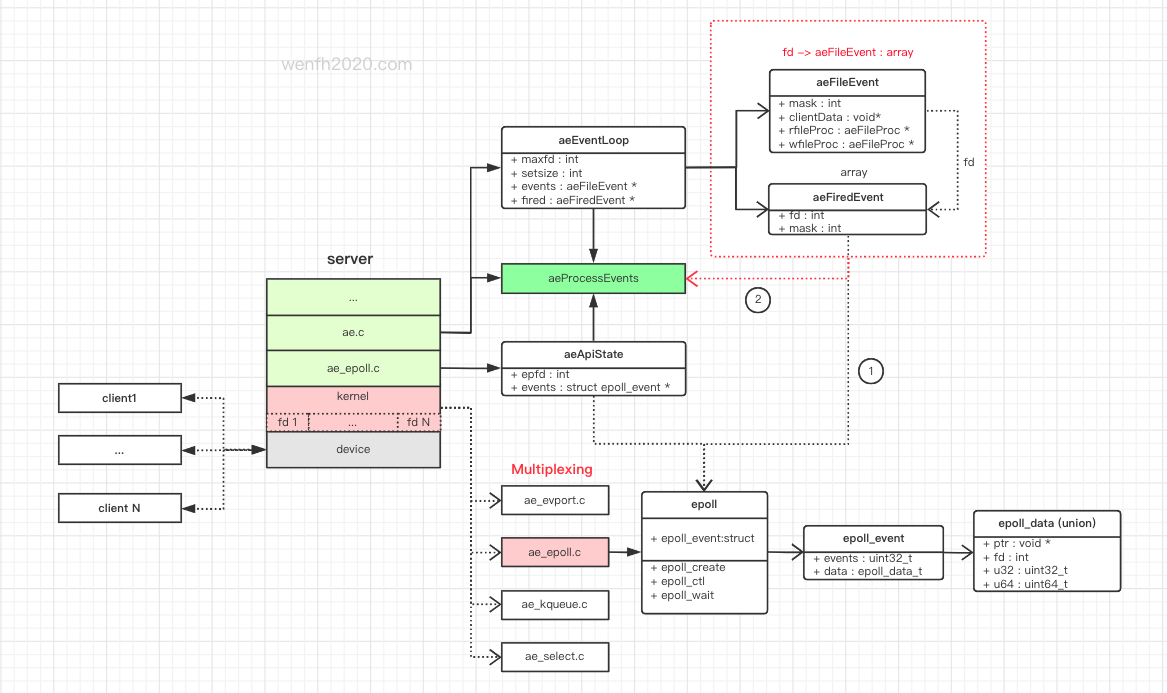 wenfh2020.com
fd -> aeFileEvent : array
aeFileEvent
+ mask : int
+ clientData : void*
+ rfileProc : aeFileProc *
+ wfileProc : aeFileProc *
fd
array
aeFiredEvent
+ fd : int
+ mask : int
aeEventLoop
+ maxfd : int
+ setsize : int
+ events : aeFileEvent *
+ fired : aeFiredEvent *
aeProcessEvents
2
1
aeApiState
+ epfd : int
+ events : struct epoll_event *
server
...
ae.c
ae_epoll.c
kernel
fd 1
...
fd N
device
client1
...
client N
Multiplexing
ae_evport.c
ae_epoll.c
ae_kqueue.c
ae_select.c
epoll
+ epoll_event:struct
+ epoll_create
+ epoll_ctl
+ epoll_wait
epoll_event
+ events : uint32_t
+ data : epoll_data_t
epoll_data (union)
+ ptr : void *
+ fd : int
+ u32 : uint32_t
+ u64 : uint64_t